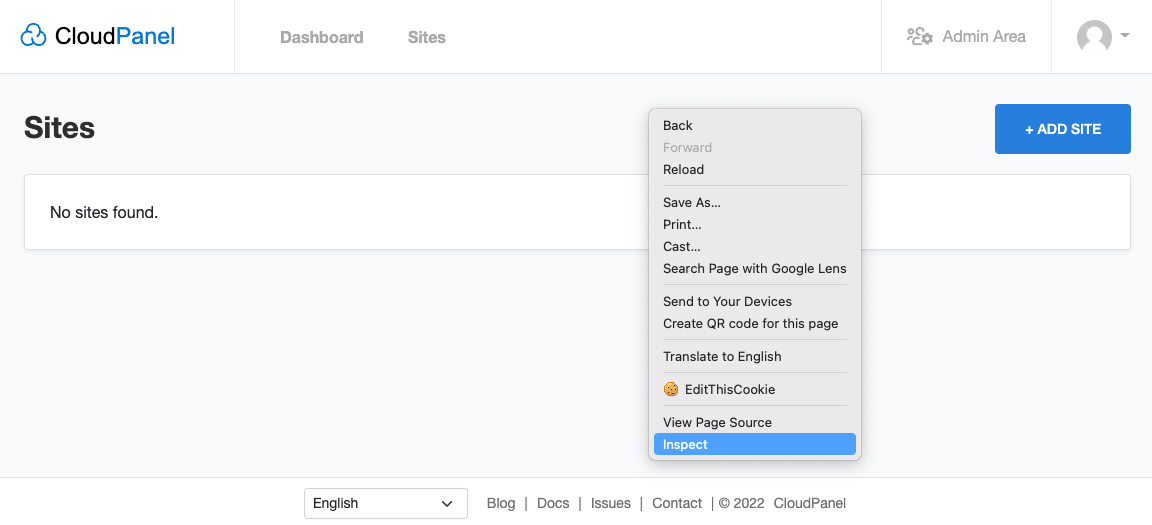 CloudPanel Dashboard Sites Admin Area
Sites
+ ADD SITE
No sites found.
Back
Forward
Reload
Save As...
Print...
Cast...
Search Page with Google Lens
Send to Your Devices
Create QR code for this page
Translate to English
EditThisCookie
View Page Source
Inspect
English Blog | Docs | Issues | Contact | © 2022 CloudPanel